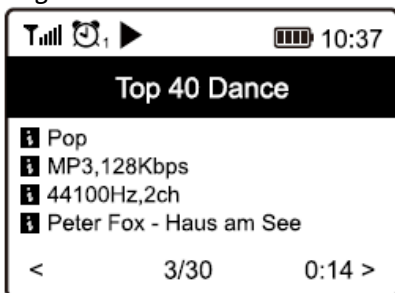 1 10:37
Top 40 Dance
i Pop
i MP3,128Kbps
i 44100Hz,2ch
i Peter Fox - Haus am See
< 3/30 0:14 >